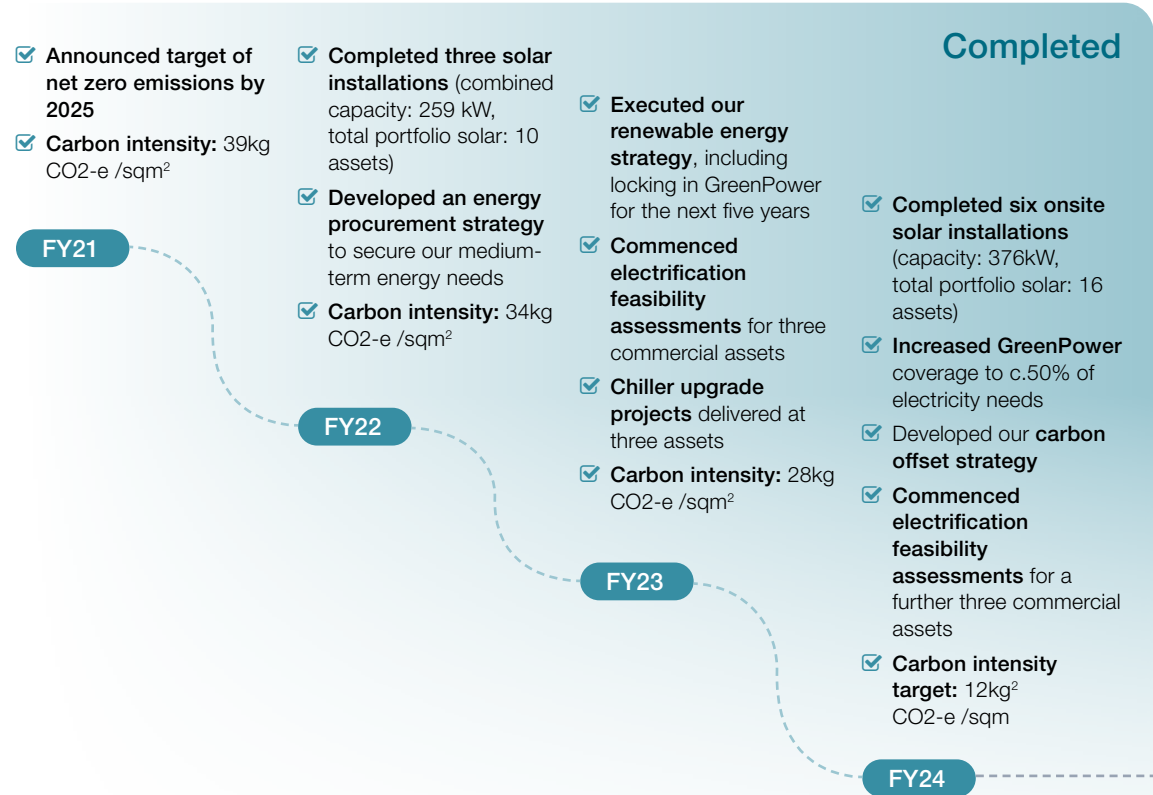 Completed
Announced target of
net zero emissions by
2025
Carbon intensity: 39kg
CO2-e /sqm²
FY21
Completed three solar
installations (combined
capacity: 259 kW,
total portfolio solar: 10
assets)
Developed an energy
procurement strategy
to secure our medium-
term energy needs
Carbon intensity: 34kg
CO2-e /sqm²
FY22
Executed our
renewable energy
strategy, including
locking in GreenPower
for the next five years
Commenced
electrification
feasibility
assessments for three
commercial assets
Chiller upgrade
projects delivered at
three assets
Carbon intensity: 28kg
CO2-e /sqm²
FY23
Completed six onsite
solar installations
(capacity: 376kW,
total portfolio solar: 16
assets)
Increased GreenPower
coverage to c.50% of
electricity needs
Developed our carbon
offset strategy
Commenced
electrification
feasibility
assessments for a
further three commercial
assets
Carbon intensity
target: 12kg²
CO2-e /sqm
FY24